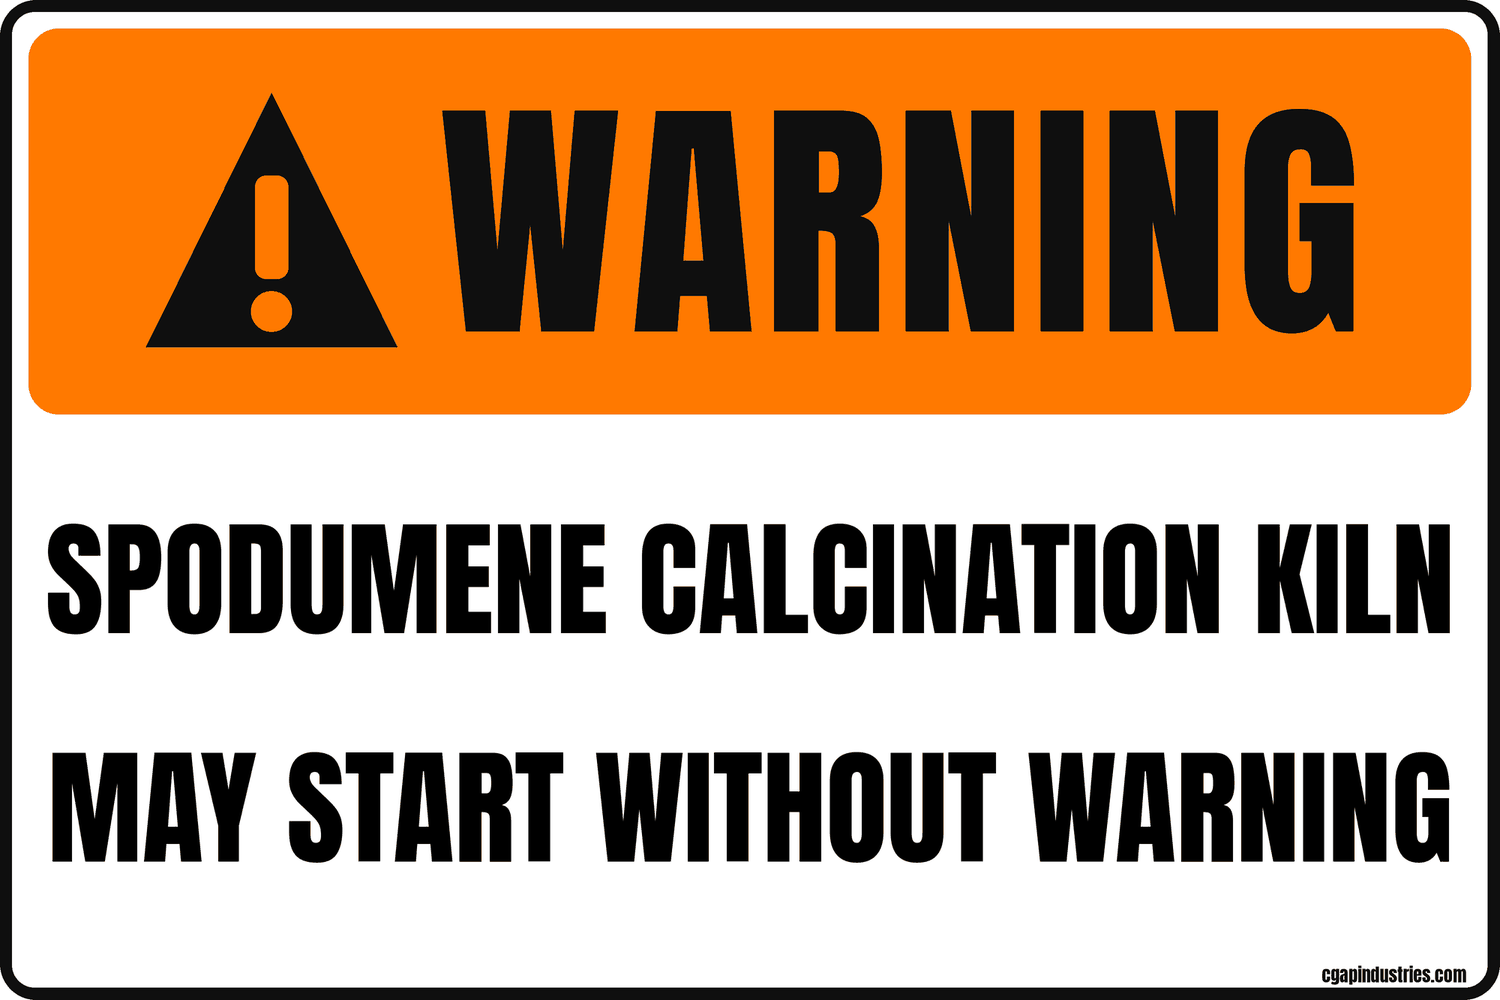 WARNING
SPODUMENE CALCINATION KILN
MAY START WITHOUT WARNING
cgapindustries.com